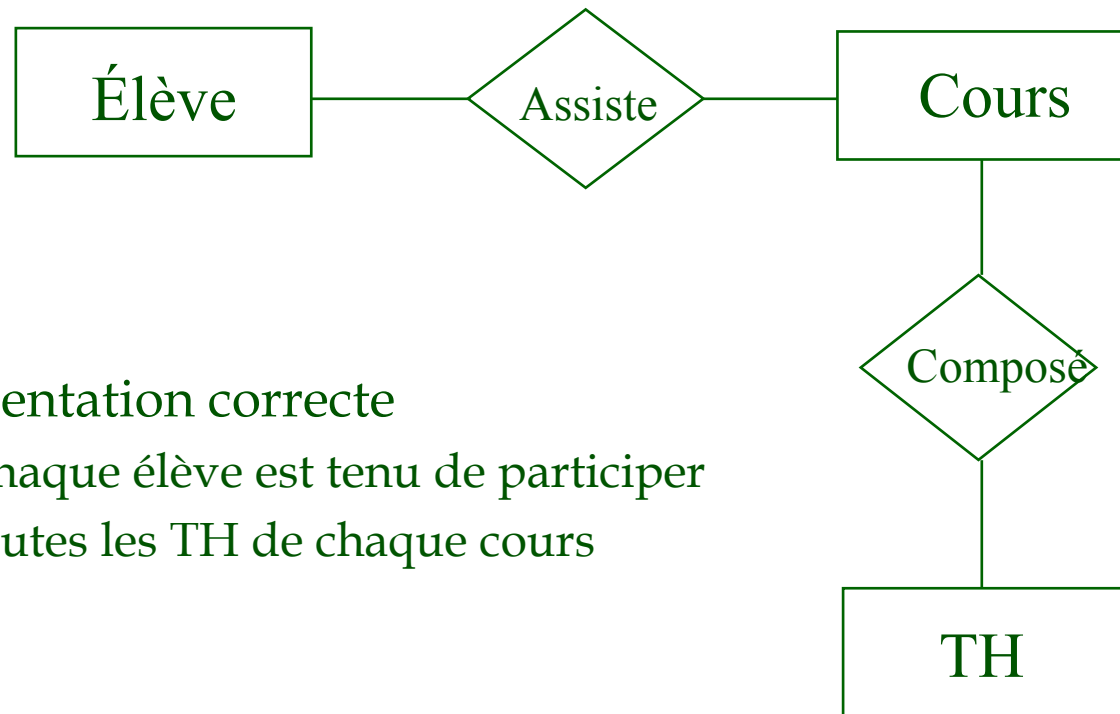 Élève
Assiste
Cours
Composé
entation correcte
haque élève est tenu de participer
utes les TH de chaque cours
TH